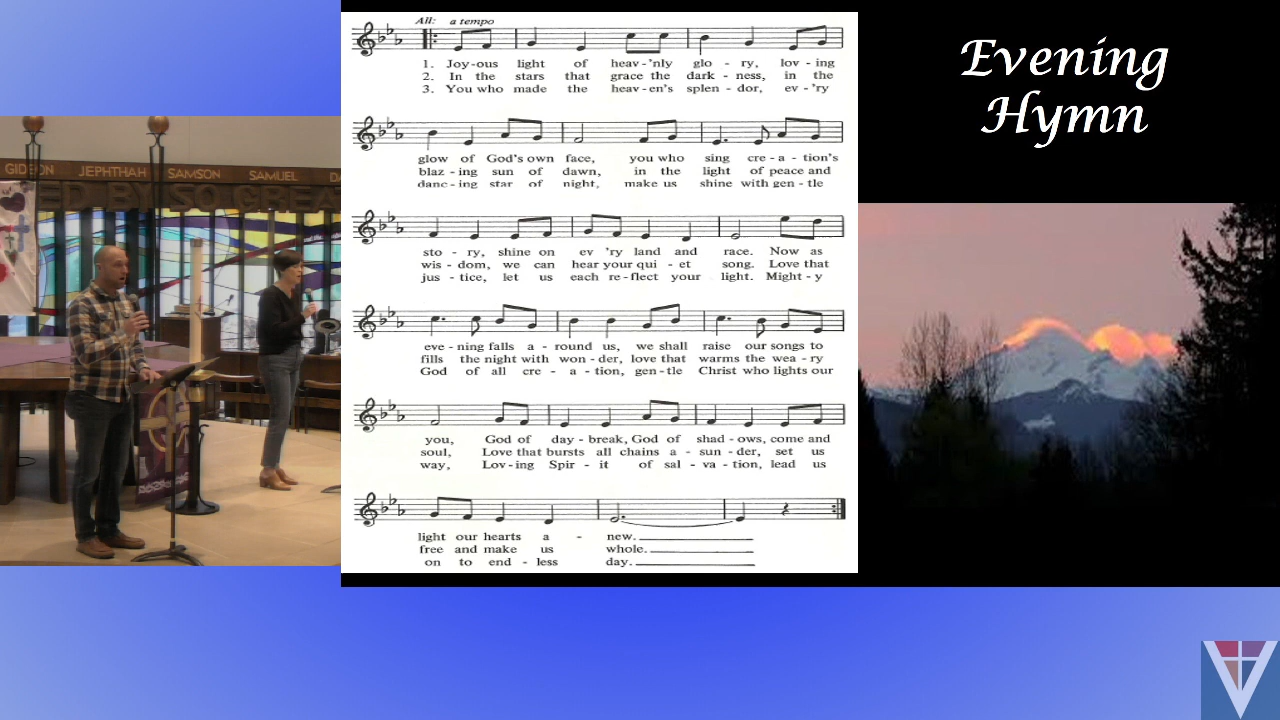 All: a tempo
1. Joy-ous light of heav-'nly glo - ry, lov - ing
2. In the stars that grace the dark - ness, in the
3. You who made the heav-en's splen - dor, ev -'ry
glow of God's own face, you who sing cre - a - tion's
blaz - ing sun of dawn, in the light of peace and
danc - ing star of night, make us shine with gen - tle
sto - ry, shine on ev 'ry land and race. Now as
wis - dom, we can hear your qui - et song. Love that
jus - tice, let us each re - flect your light. Might - y
eve - ning falls a - round us, we shall raise our songs to
fills the night with won - der, love that warms the wea - ry
God of all cre - a - tion, gen - tle Christ who lights our
you, God of day - break, God of shad - ows, come and
soul, Love that bursts all chains a - sun - der, set us
way, Lov - ing Spir - it of sal - va - tion, lead us
light our hearts a - new.
free and make us whole.
on to end - less day.
Evening
Hymn
GIDEON JEPHTHAH SAMSON SAMUEL